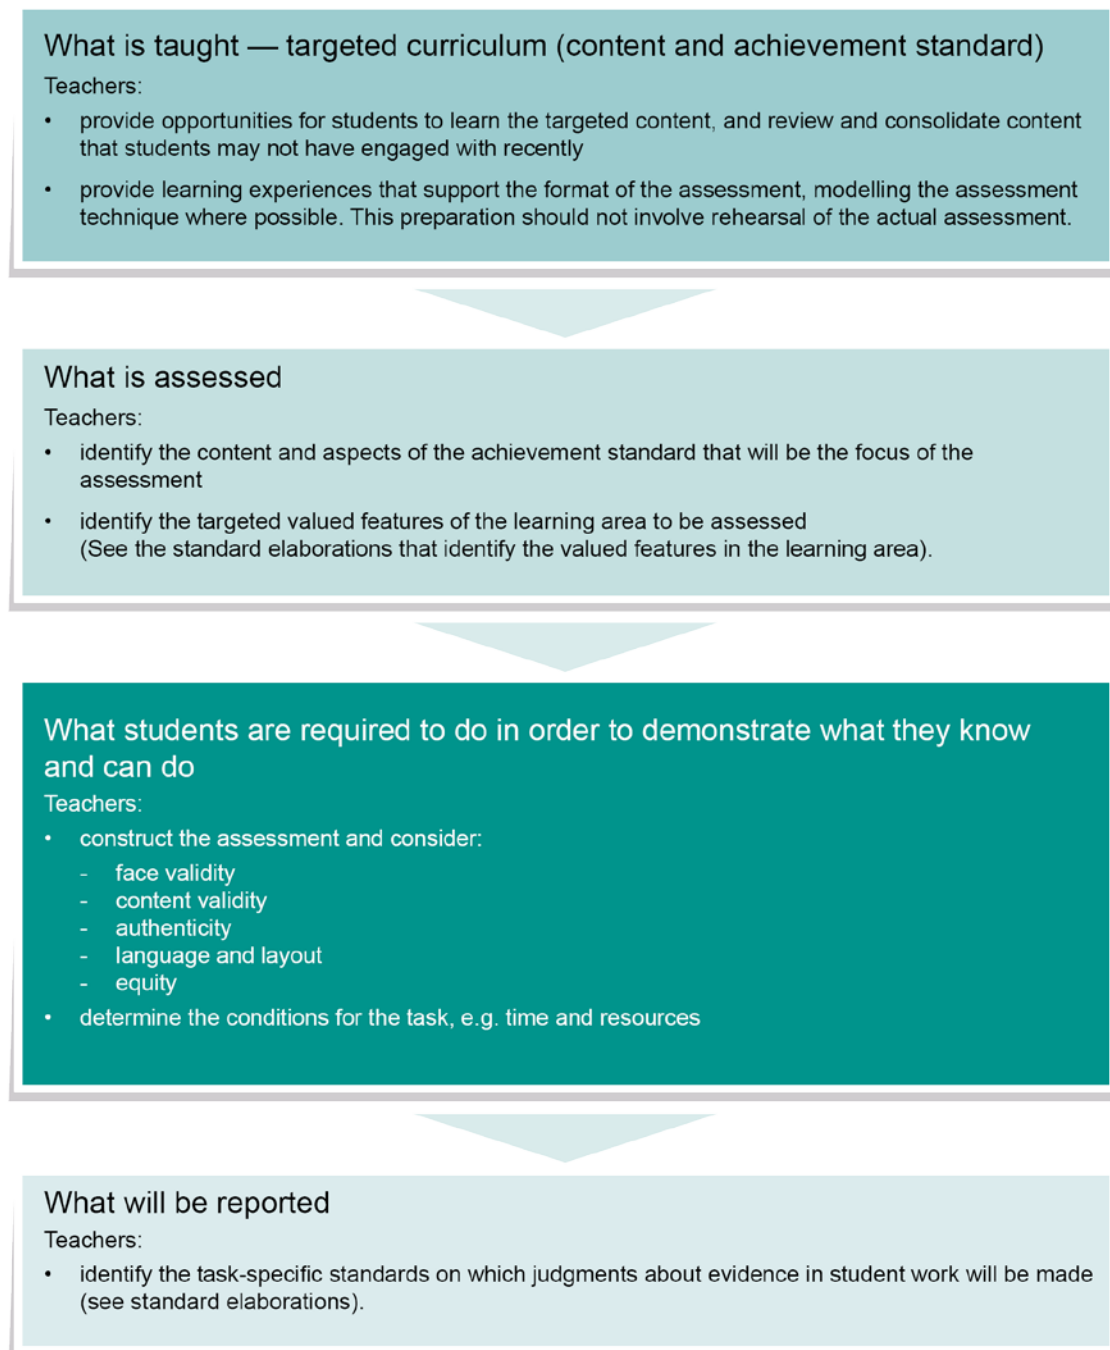 What is taught — targeted curriculum (content and achievement standard)
Teachers:
• provide opportunities for students to learn the targeted content, and review and consolidate content
that students may not have engaged with recently
• provide learning experiences that support the format of the assessment, modelling the assessment
technique where possible. This preparation should not involve rehearsal of the actual assessment.
What is assessed
Teachers:
• identify the content and aspects of the achievement standard that will be the focus of the
assessment
• identify the targeted valued features of the learning area to be assessed
(See the standard elaborations that identify the valued features in the learning area).
What students are required to do in order to demonstrate what they know
and can do
Teachers:
• construct the assessment and consider:
- face validity
- content validity
- authenticity
- language and layout
- equity
• determine the conditions for the task, e.g. time and resources
What will be reported
Teachers:
• identify the task-specific standards on which judgments about evidence in student work will be made
(see standard elaborations).